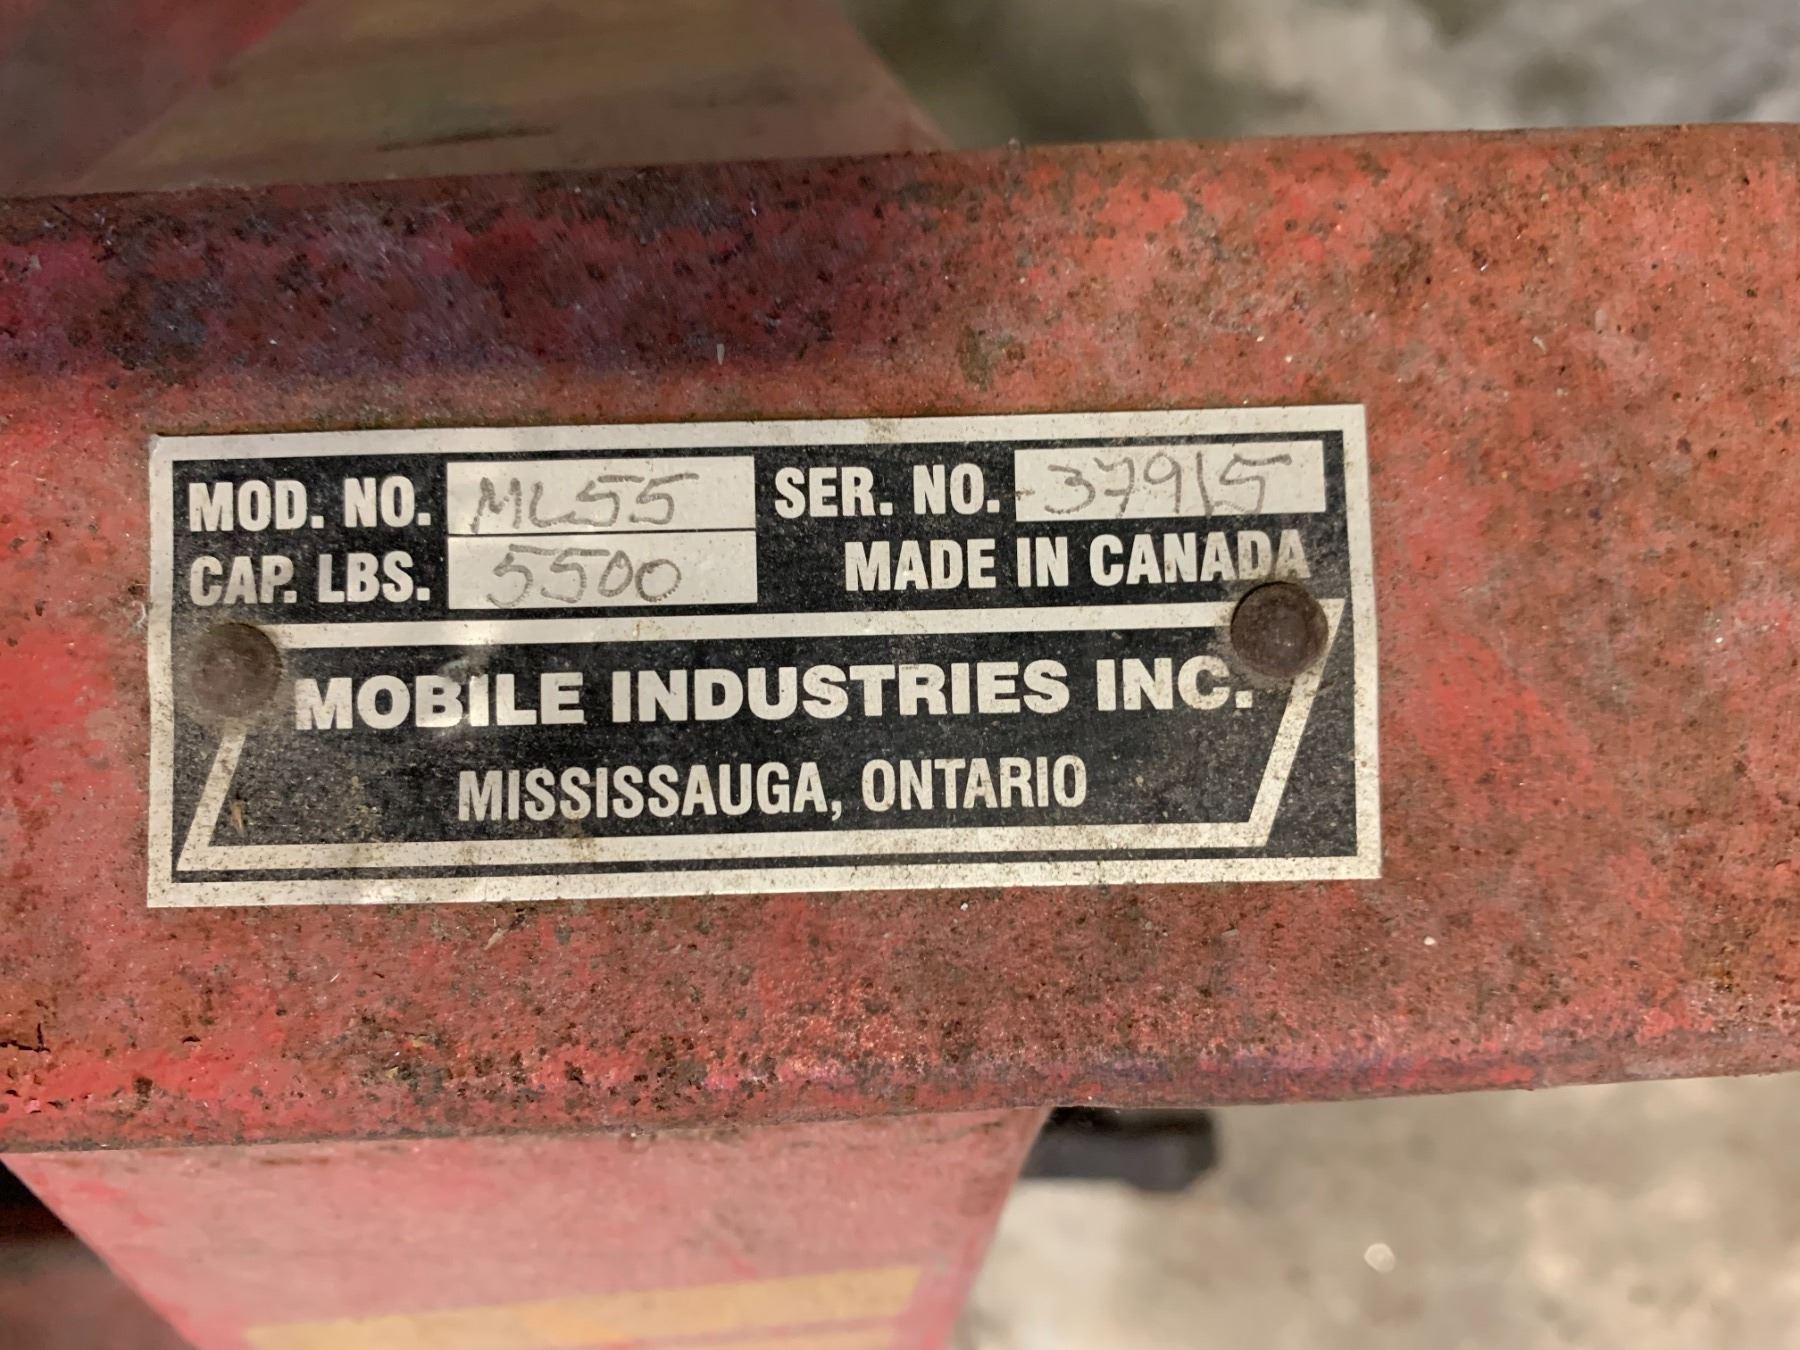 MOD. NO. ML55 SER. NO. 37915
CAP. LBS. 5500 MADE IN CANADA
MOBILE INDUSTRIES INC.
MISSISSAUGA, ONTARIO